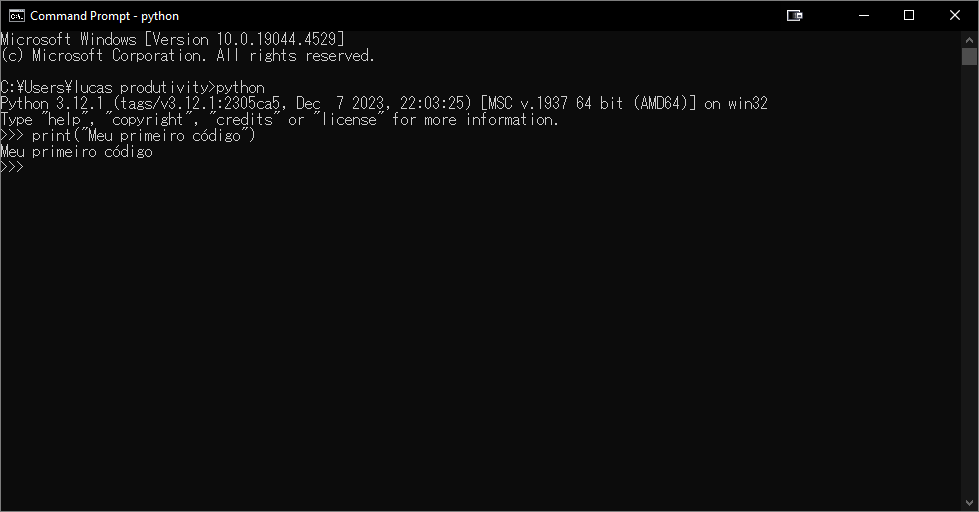 Command Prompt - python
Microsoft Windows [Version 10.0.19044.4529]
(c) Microsoft Corporation. All rights reserved.
C:¥Users¥lucas produtivity>python
Python 3.12.1 (tags/v3.12.1:2305ca5, Dec  7 2023, 22:03:25) [MSC v.1937 64 bit (AMD64)] on win32
Type "help", "copyright", "credits" or "license" for more information.
>>> print("Meu primeiro código")
Meu primeiro código
>>>